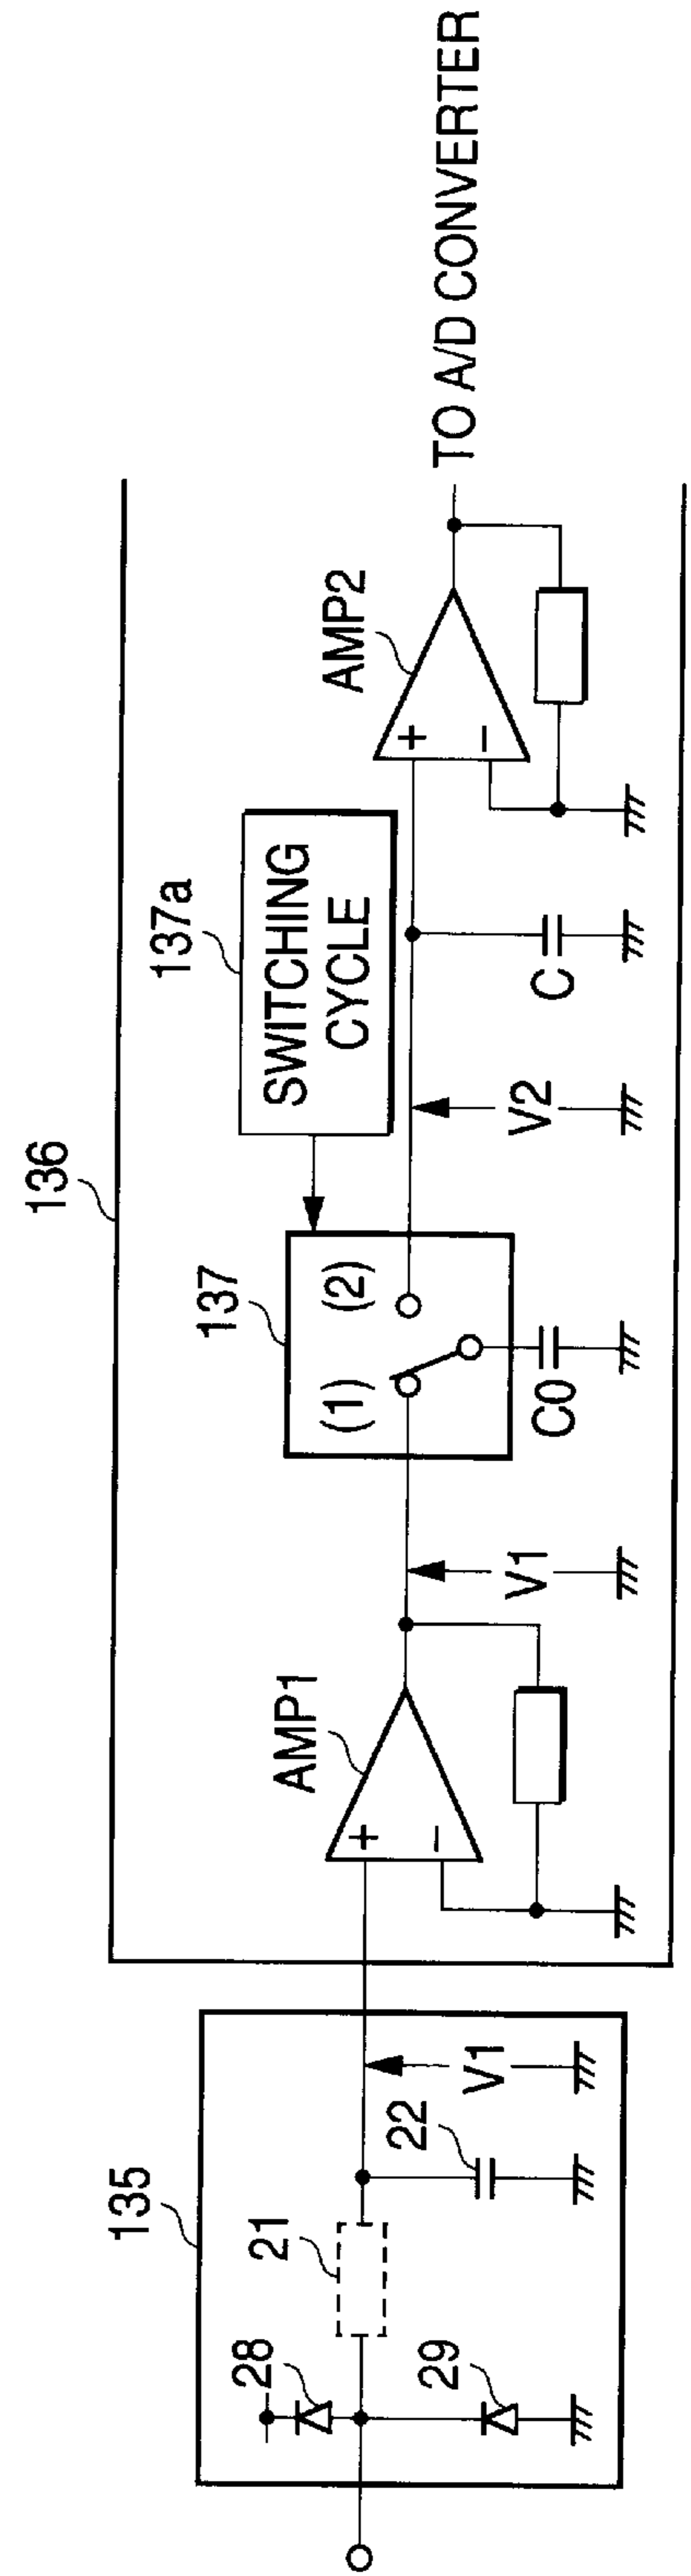 135
28
21
29
22
V1
136
AMP1
+
−
V1
137
(1)
(2)
C0
137a
SWITCHING
CYCLE
V2
C
AMP2
+
−
TO A/D CONVERTER